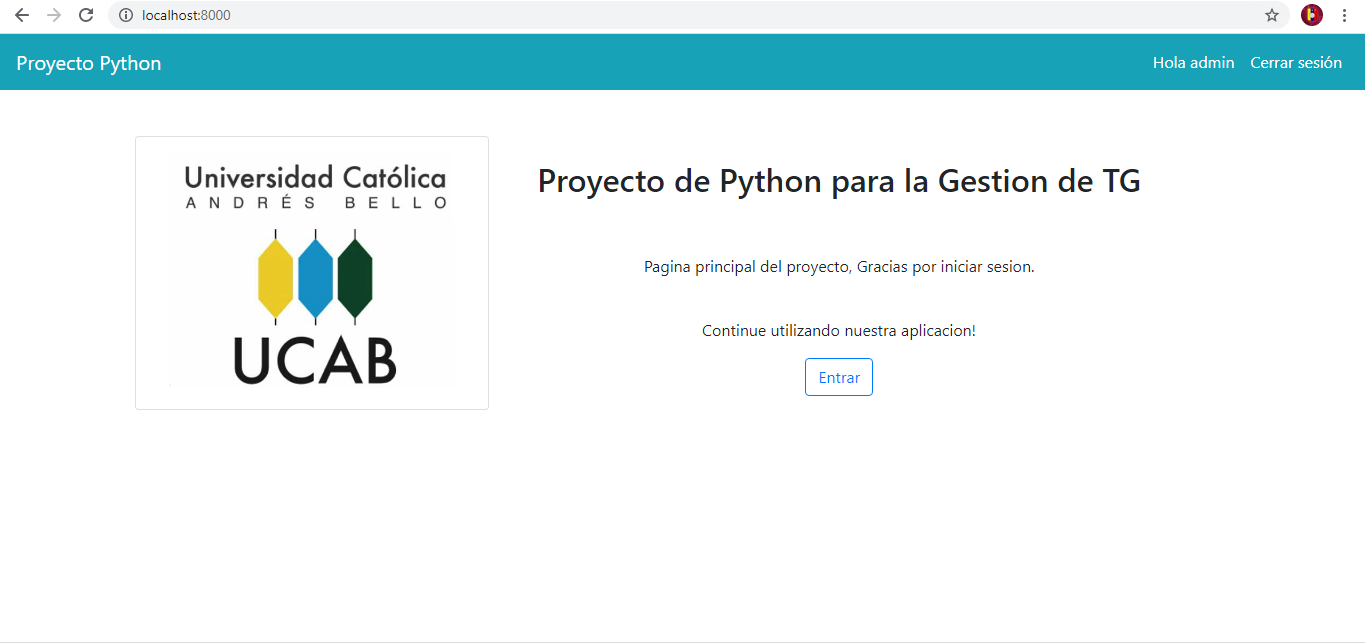 localhost:8000
Proyecto Python
Hola admin
Cerrar sesión
Universidad Católica
ANDRÉS BELLO
UCAB
Proyecto de Python para la Gestion de TG
Pagina principal del proyecto, Gracias por iniciar sesion.
Continue utilizando nuestra aplicacion!
Entrar